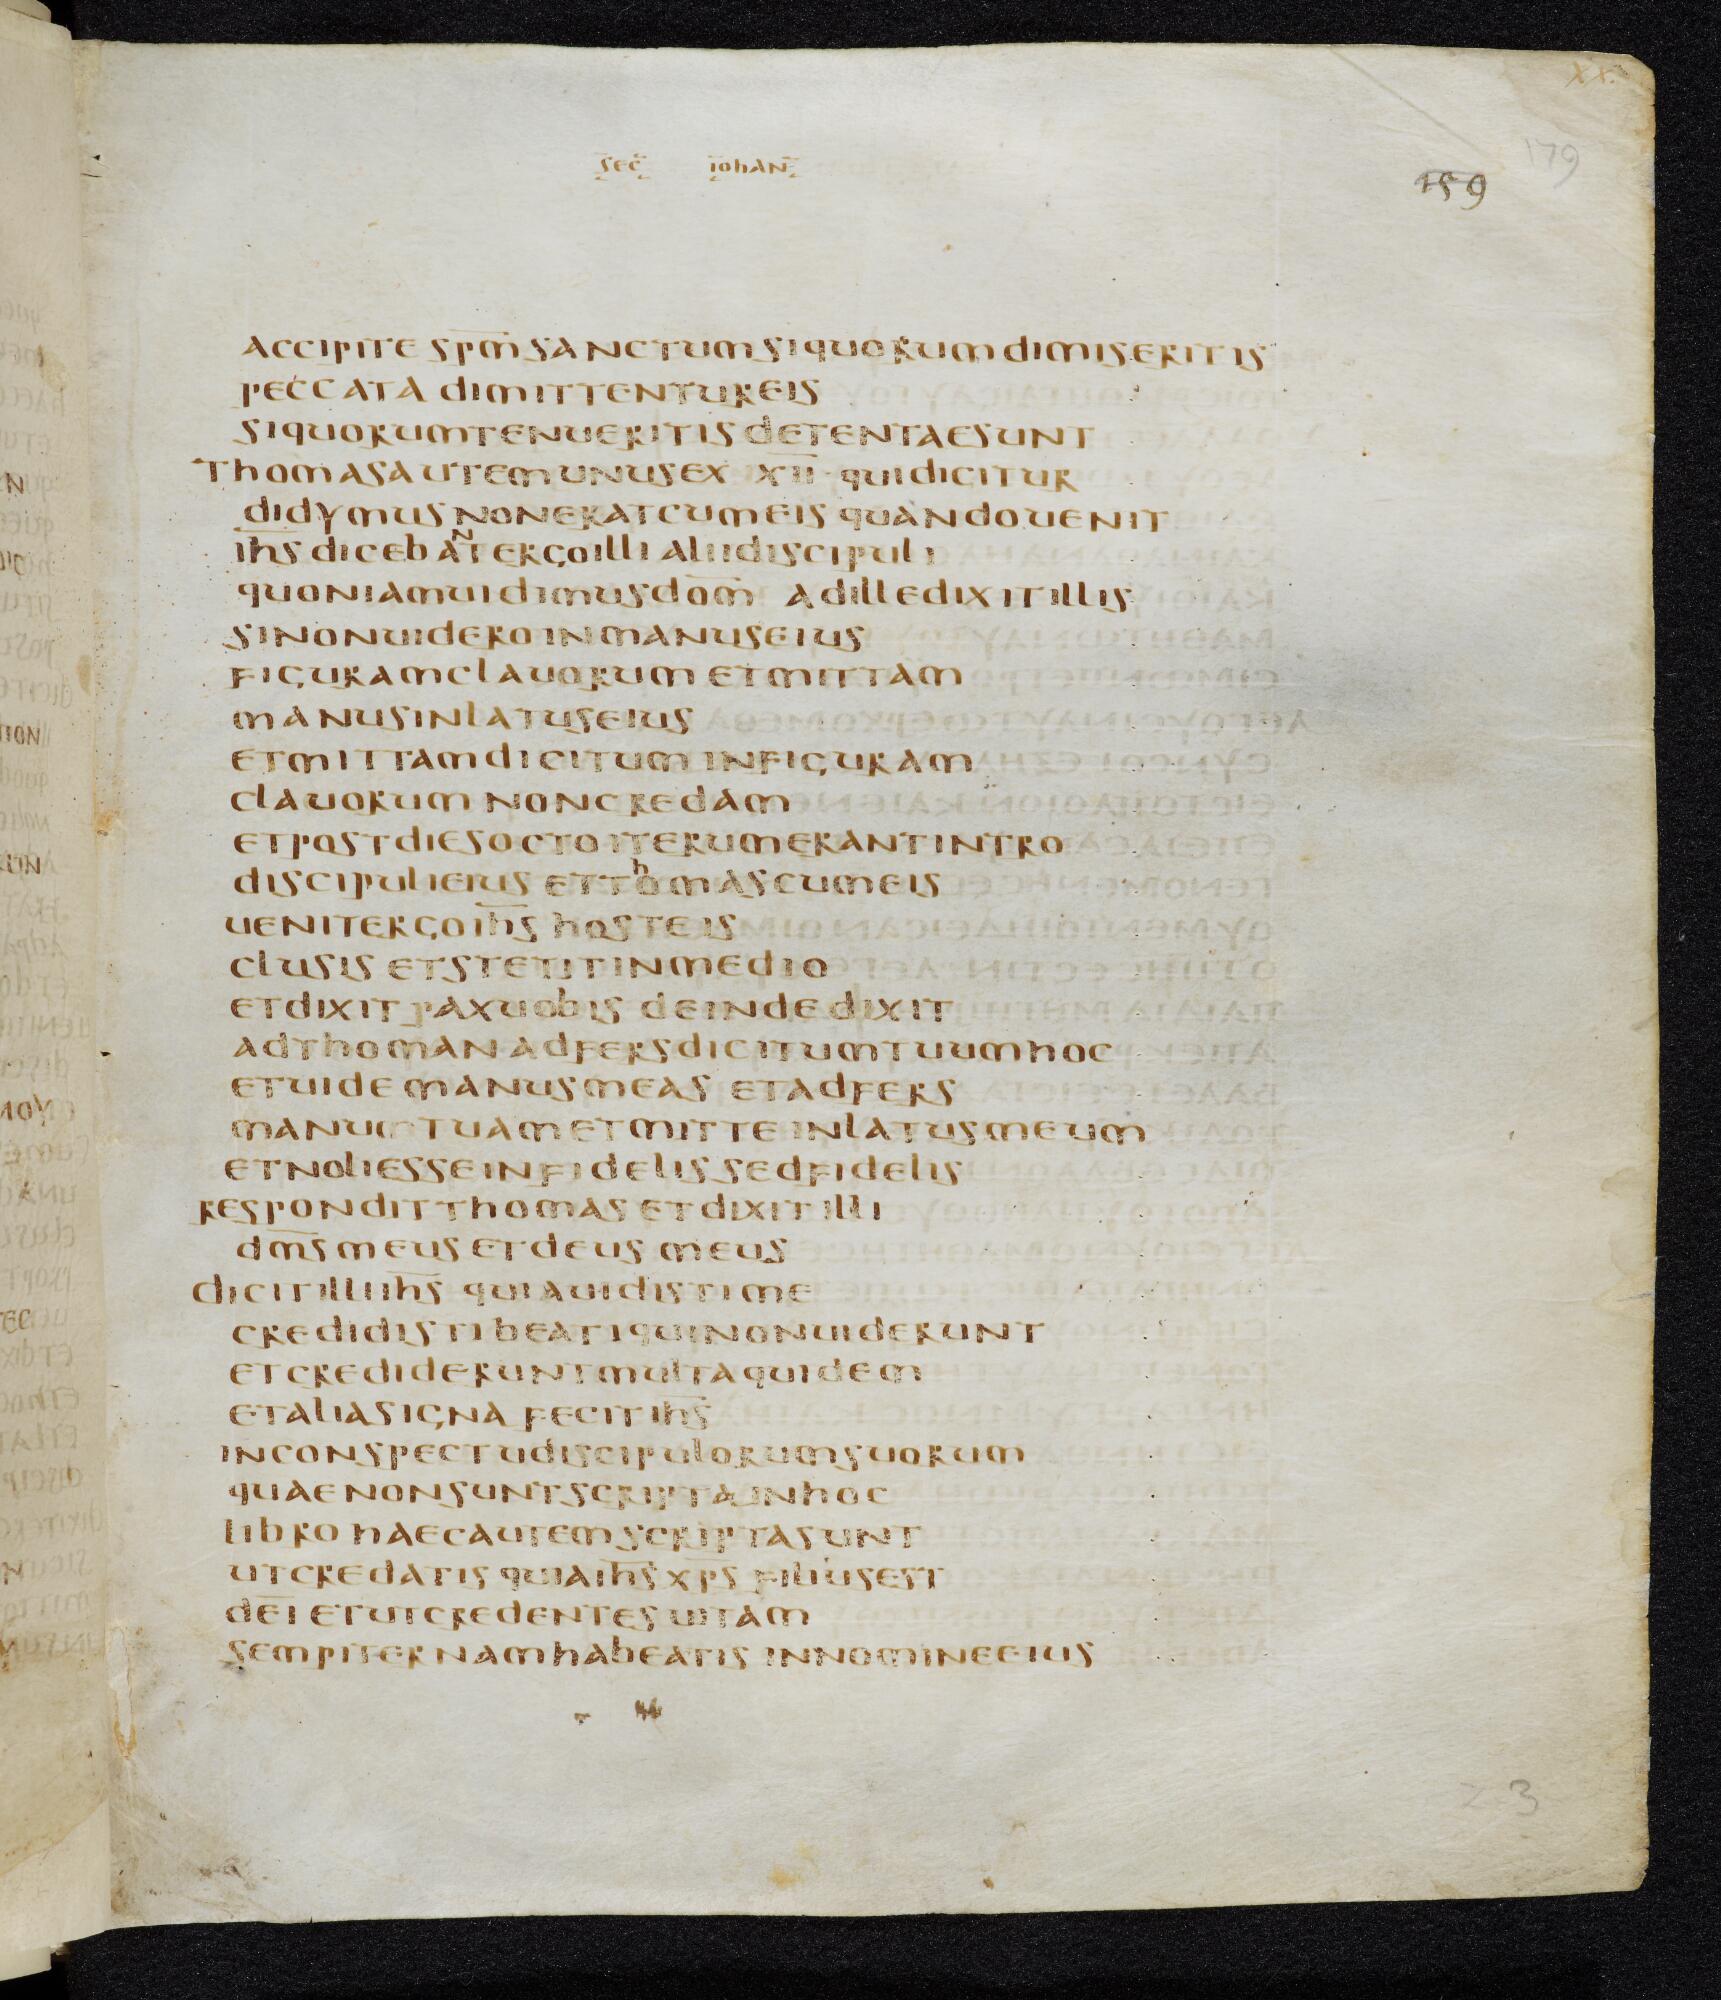 xx.
179
159
sec iohan
accipite spm̅ sanctum siquorum dimiseritis
peccata dimittentur eis
siquorum tenueritis detentae sunt
thomas autem unus ex xii qui dicitur
didymus non erat cum eis quando uenit
ihs dicebant ergo illi alii discipuli
quoniam uidimus dom̅ ad ille dixit illis
si non uidero in manus eius
figuram clauorum et mittam
manus in latus eius
et mittam digitum in figuram
clauorum non credam
et post dies octo iterum erant intro
discipuli eius et thomas cum eis
uenit ergo ihs hosteis
clusis et stetit in medio
et dixit pax uobis deinde dixit
ad thoman adfers digitum tuum hoc
et uide manus meas et adfers
manum tuam et mitte in latus meum
et noli esse infidelis sed fidelis
respondit thomas et dixit illi
dm̅s meus et deus meus
dicit illi ihs quia uidisti me
credidisti beati qui non uiderunt
et crediderunt multa quidem
et alia signa fecit ihs
in conspectu discipulorum suorum
quae non sunt scripta in hoc
libro haec autem scripta sunt
ut credatis quia ihs xps filius est
dei et ut credentes uitam
sempiternam habeatis in nomine eius
z 3